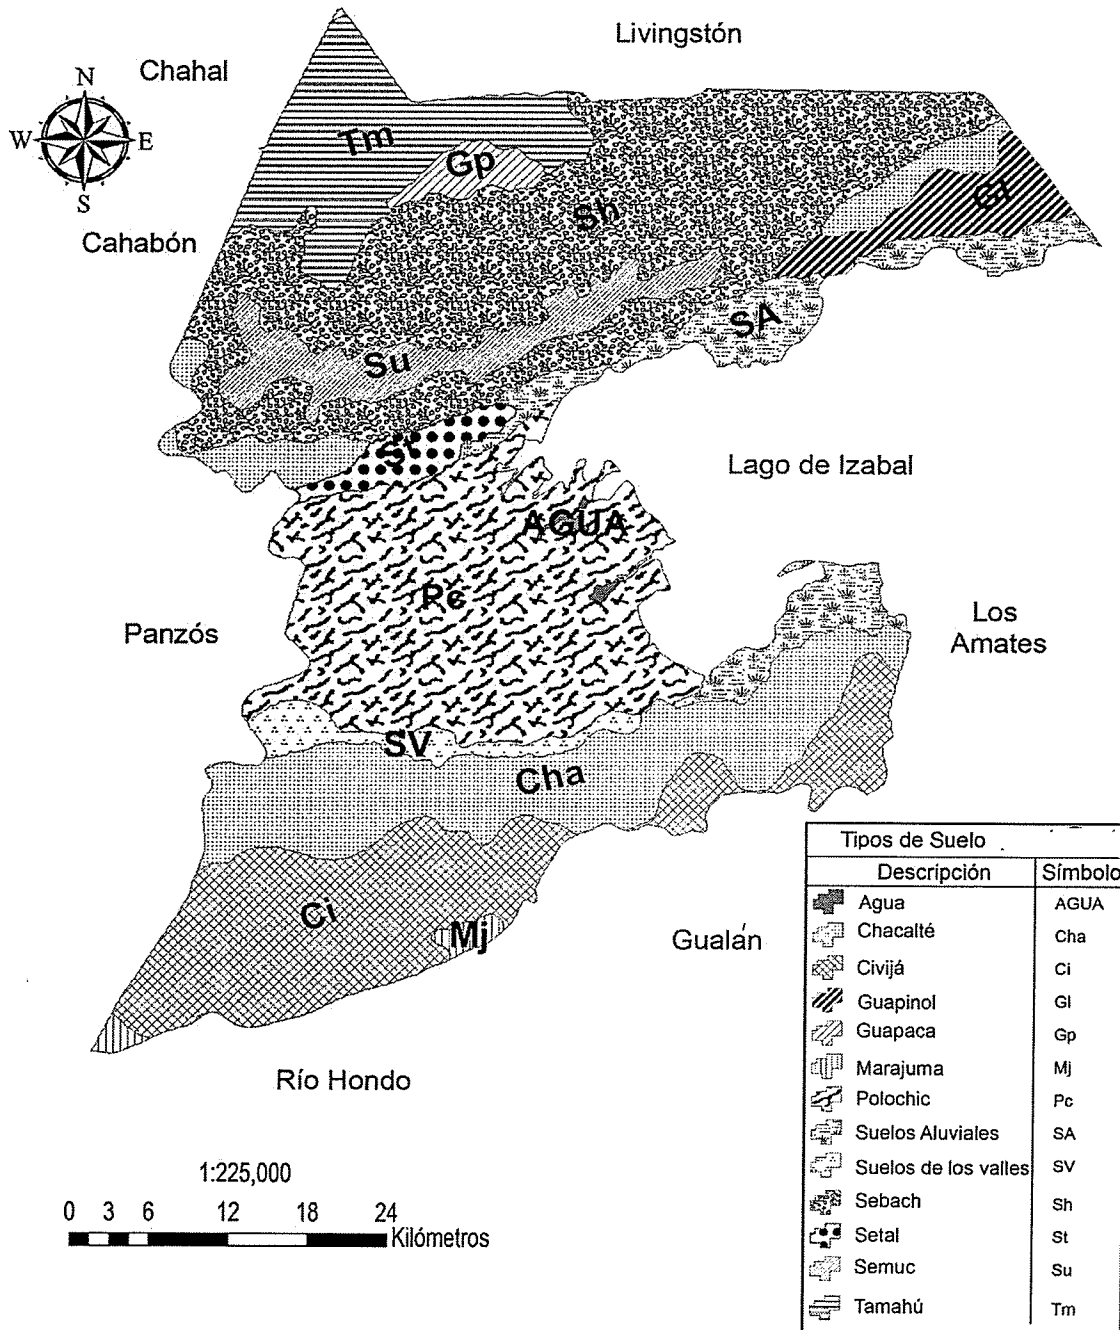 Livingstón
Chahal
N
W E
S
Tm
Gp
Gl
Sh
Cahabón
SA
Su
St
Lago de Izabal
AGUA
Pc
Panzós
Los
Amates
SV
Cha
Ci
Mj
Gualán
Río Hondo
1:225,000
0 3 6 12 18 24
Kilómetros
Tipos de Suelo
Descripción Símbolo
Agua AGUA
Chacalté Cha
Civijá Ci
Guapinol Gl
Guapaca Gp
Marajuma Mj
Polochic Pc
Suelos Aluviales SA
Suelos de los valles SV
Sebach Sh
Setal St
Semuc Su
Tamahú Tm